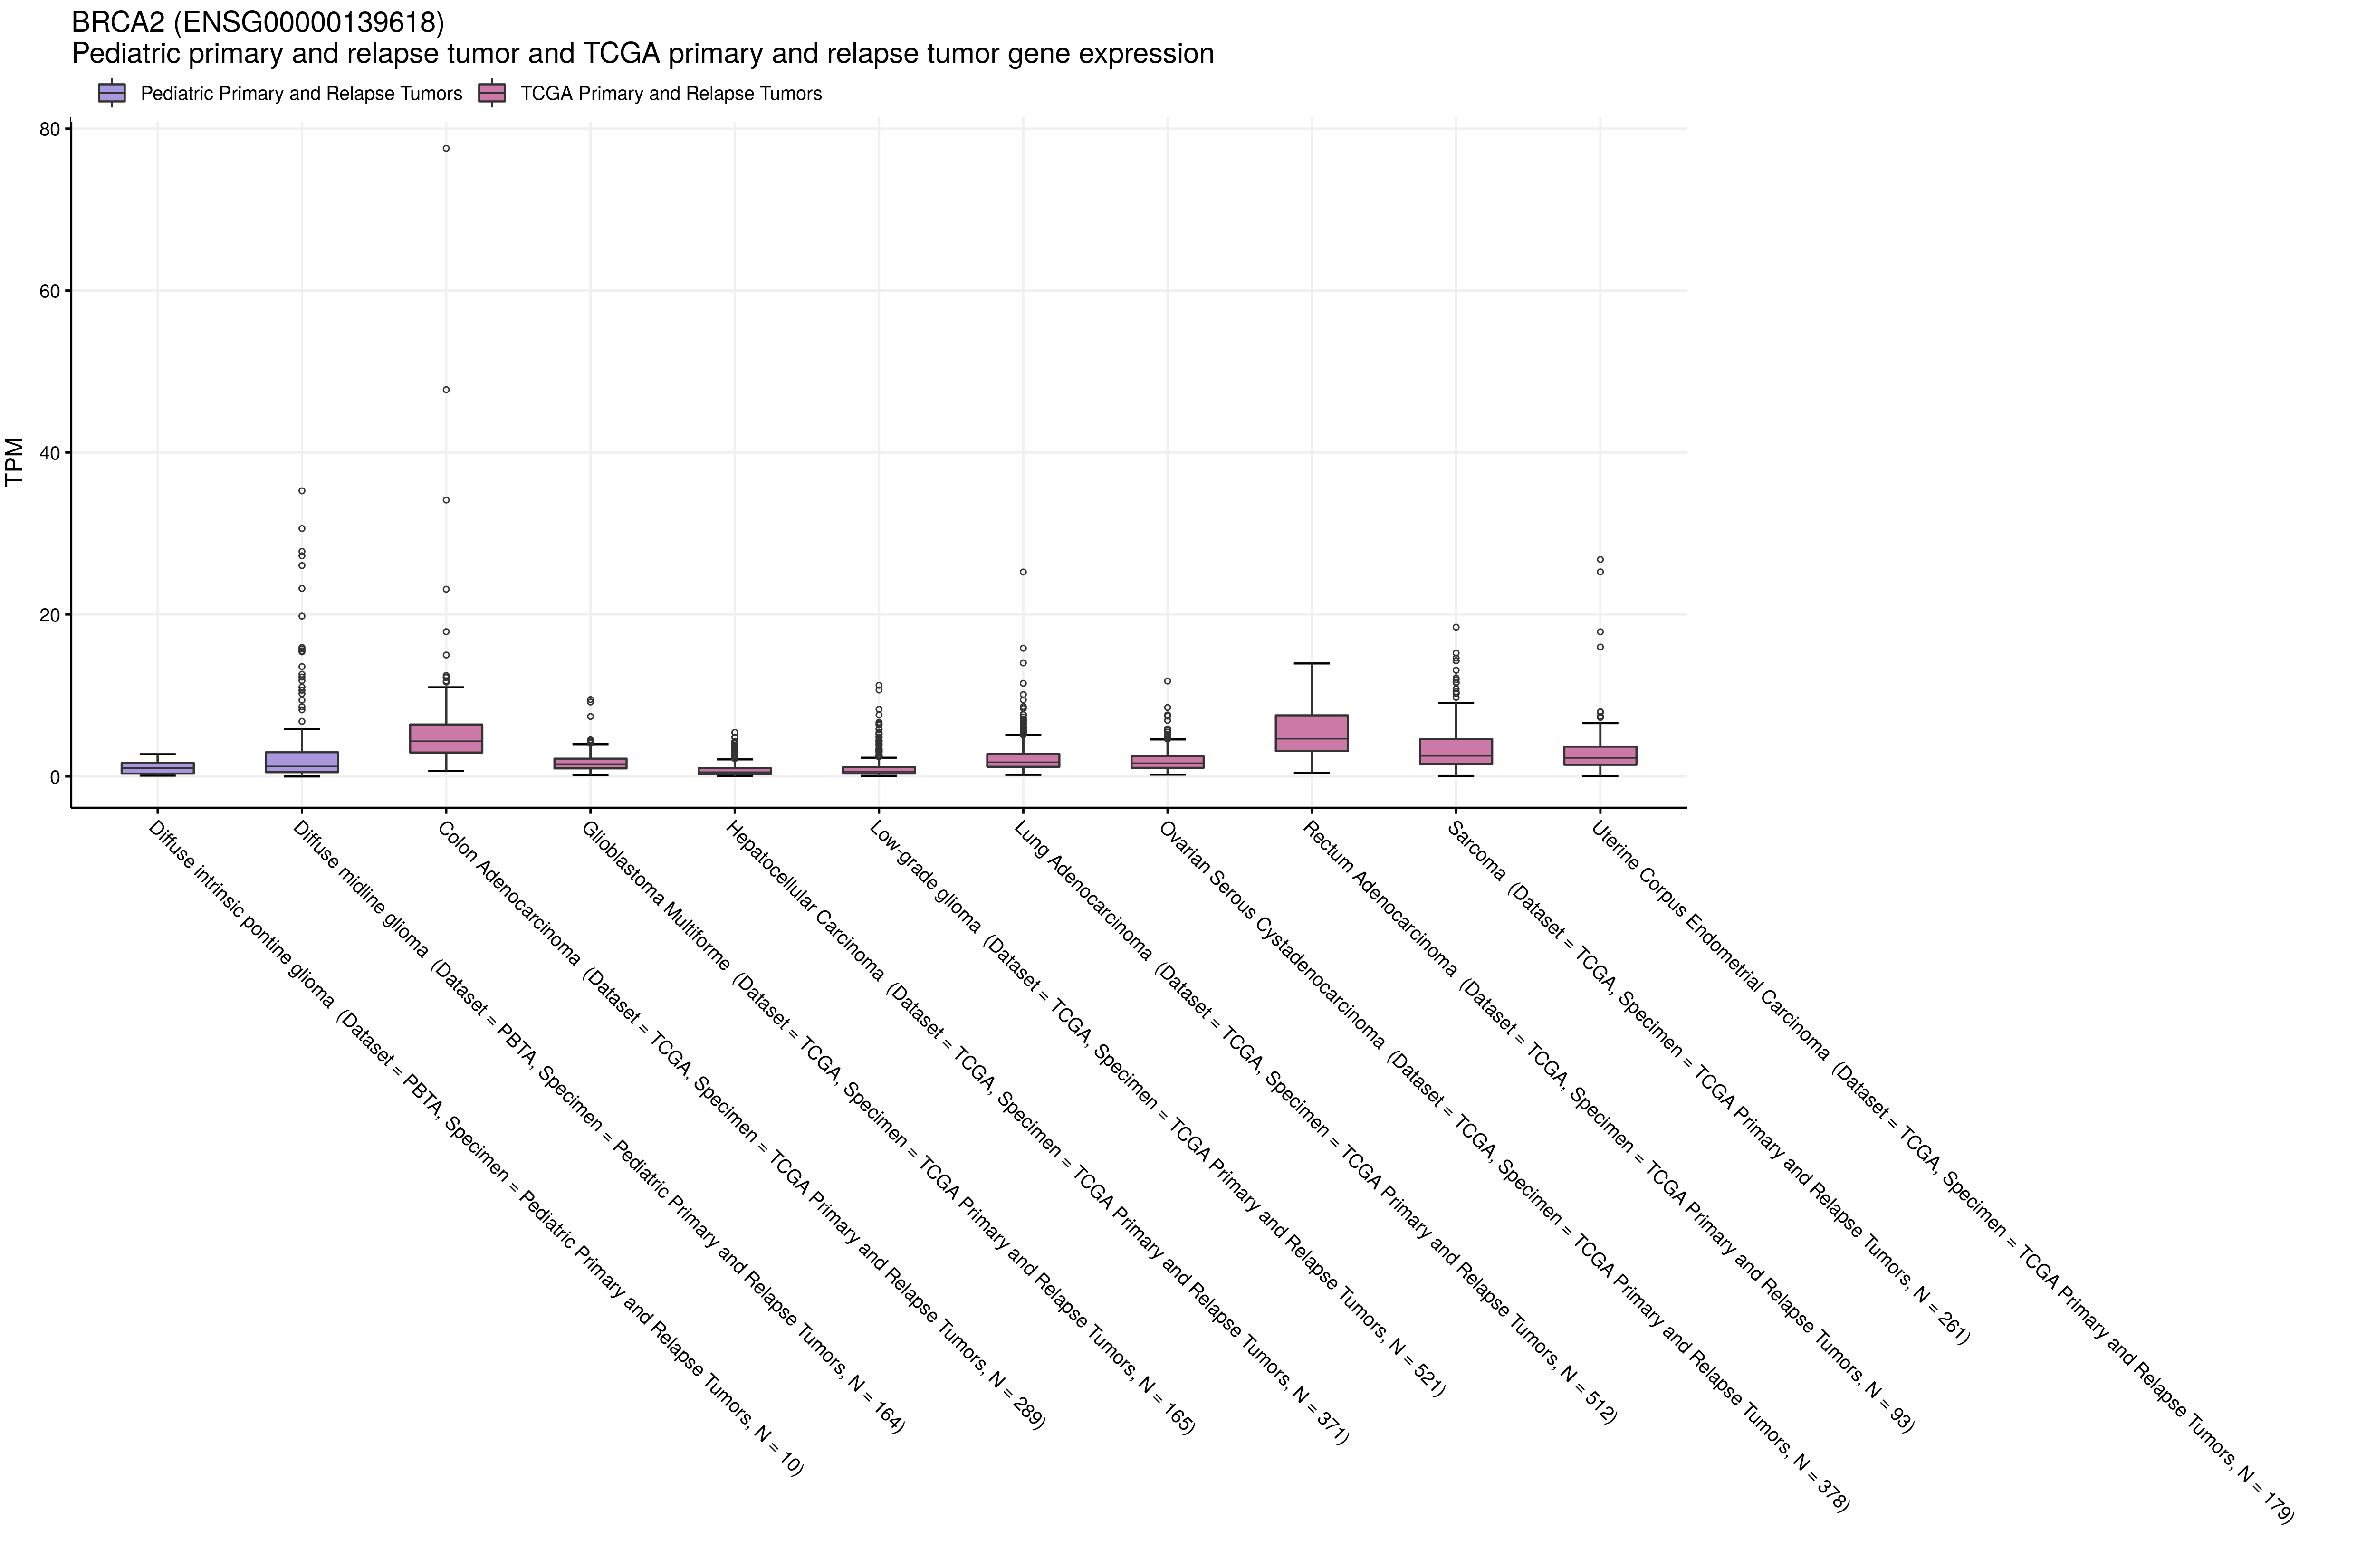 BRCA2 (ENSG00000139618)
Pediatric primary and relapse tumor and TCGA primary and relapse tumor gene expression
Pediatric Primary and Relapse Tumors
TCGA Primary and Relapse Tumors
80
60
40
20
0
TPM
Diffuse intrinsic pontine glioma (Dataset = PBTA, Specimen = Pediatric Primary and Relapse Tumors, N = 10)
Diffuse midline glioma (Dataset = PBTA, Specimen = Pediatric Primary and Relapse Tumors, N = 164)
Colon Adenocarcinoma (Dataset = TCGA, Specimen = TCGA Primary and Relapse Tumors, N = 289)
Glioblastoma Multiforme (Dataset = TCGA, Specimen = TCGA Primary and Relapse Tumors, N = 165)
Hepatocellular Carcinoma (Dataset = TCGA, Specimen = TCGA Primary and Relapse Tumors, N = 371)
Low-grade glioma (Dataset = TCGA, Specimen = TCGA Primary and Relapse Tumors, N = 521)
Lung Adenocarcinoma (Dataset = TCGA, Specimen = TCGA Primary and Relapse Tumors, N = 512)
Ovarian Serous Cystadenocarcinoma (Dataset = TCGA, Specimen = TCGA Primary and Relapse Tumors, N = 378)
Rectum Adenocarcinoma (Dataset = TCGA, Specimen = TCGA Primary and Relapse Tumors, N = 93)
Sarcoma (Dataset = TCGA, Specimen = TCGA Primary and Relapse Tumors, N = 261)
Uterine Corpus Endometrial Carcinoma (Dataset = TCGA, Specimen = TCGA Primary and Relapse Tumors, N = 179)